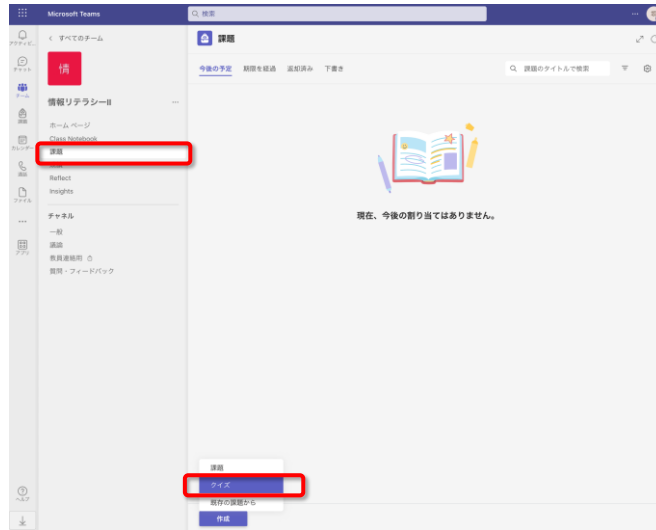 Microsoft Teams
検索
チャット
チーム
課題
カレンダー
通話
ファイル
アプリ
ヘルプ
すべてのチーム
情
情報リテラシーII
ホーム ページ
Class Notebook
課題
Reflect
Insights
チャネル
一般
議論
教員連絡用
質問・フィードバック
課題
今後の予定 期限を経過 返却済み 下書き
課題のタイトルで検索
現在、今後の割り当てはありません。
課題
クイズ
既存の課題から
作成